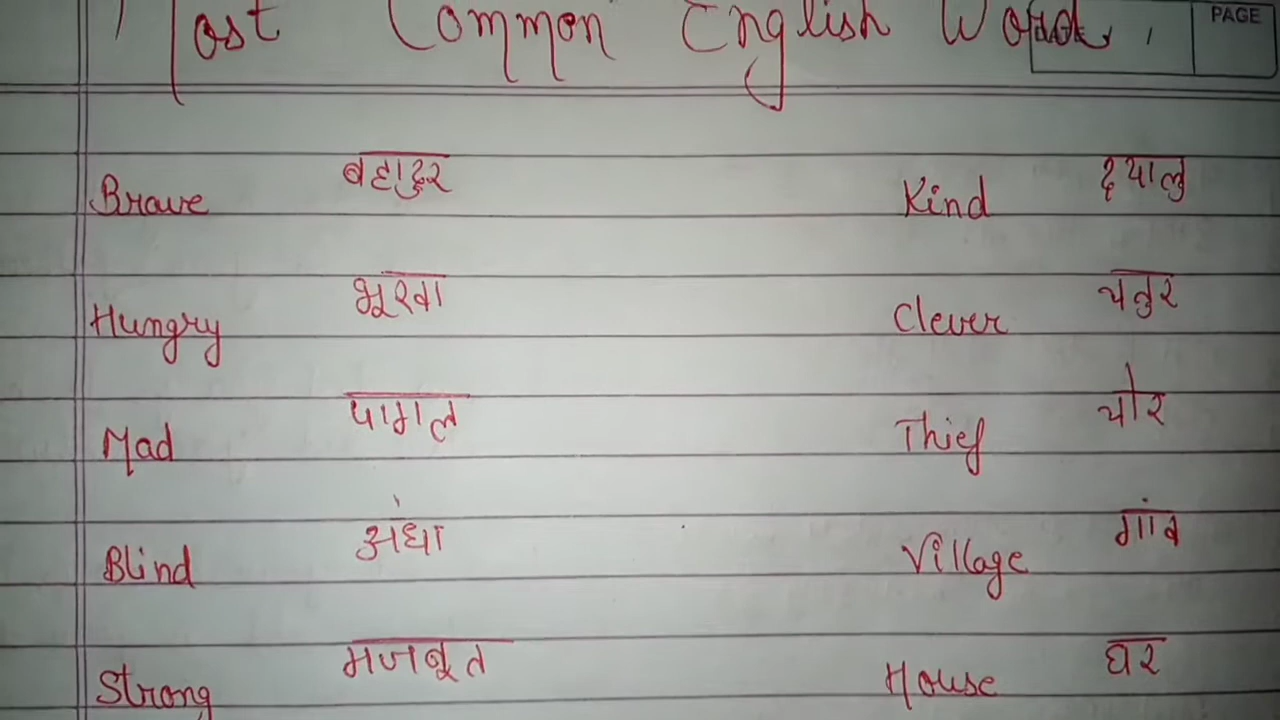 Most Common English Words
PAGE
Brave बहादुर Kind दयालु
Hungry भूखा Clever चतुर
Mad पागल Thief चोर
Blind अंधा Village गांव
Strong मजबूत House घर